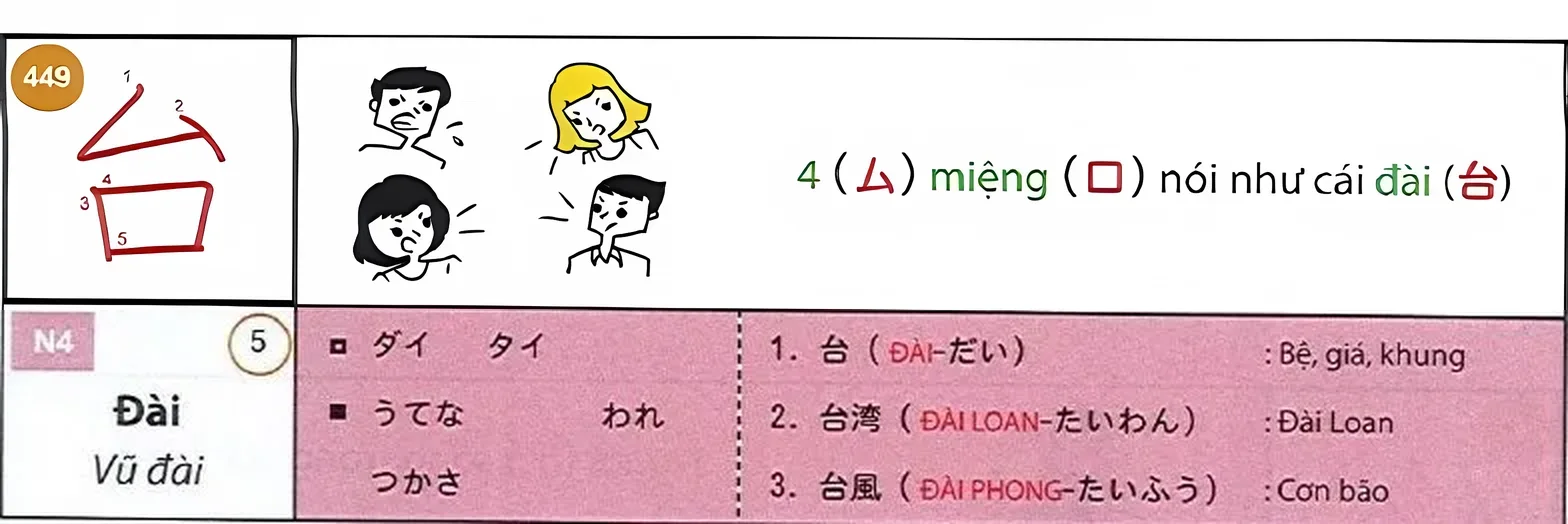 449
1
2
4
3
5
4 (ム) miệng (口) nói như cái đài (台)
N4 5
Đài
Vũ đài
ダイ タイ
うてな われ
つかさ
1. 台 ( ĐÀI-だい) : Bệ, giá, khung
2. 台湾 ( ĐÀI LOAN-たいわん) : Đài Loan
3. 台風 ( ĐÀI PHONG-たいふう) : Cơn bão